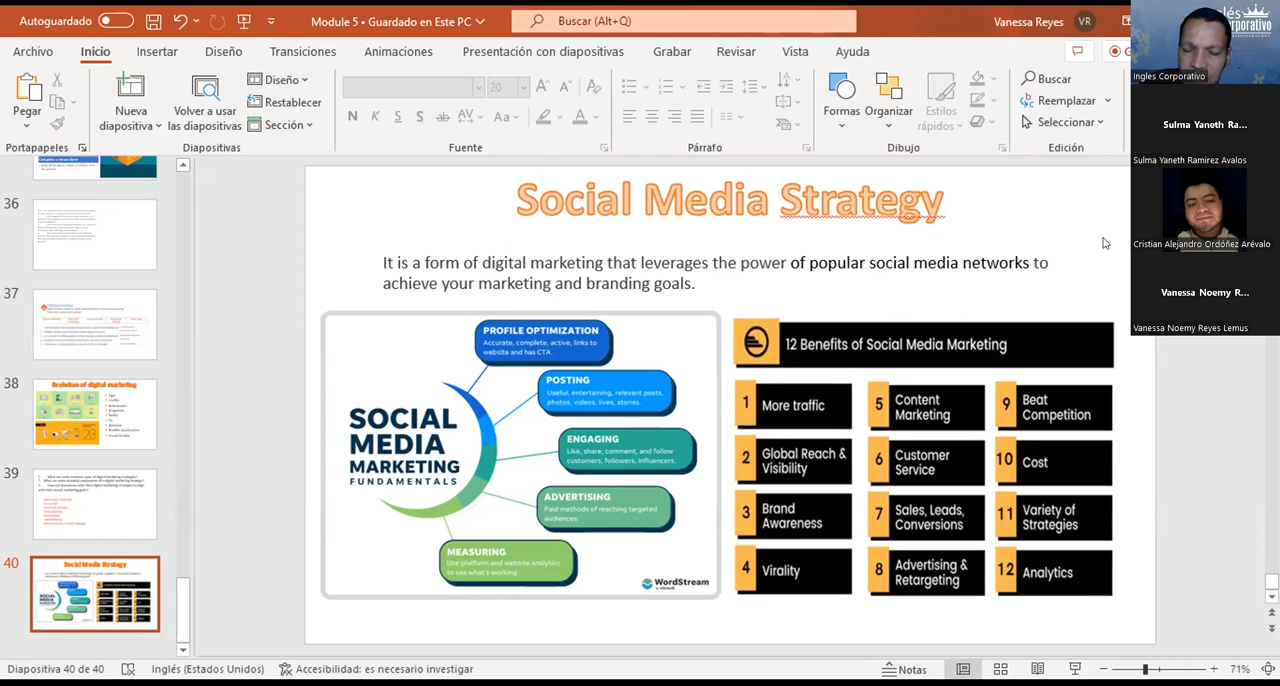 Autoguardado
Module 5 • Guardado en Este PC
Buscar (Alt+Q)
Vanessa Reyes
VR
Archivo
Inicio
Insertar
Diseño
Transiciones
Animaciones
Presentación con diapositivas
Grabar
Revisar
Vista
Ayuda
Pegar
Nueva
diapositiva
Volver a usar
las diapositivas
Diseño
Restablecer
Sección
20
N K S S ab AV Aa
Formas
Organizar
Estilos
rápidos
Buscar
Reemplazar
Seleccionar
Portapapeles
Diapositivas
Fuente
Párrafo
Dibujo
Edición
Ingles Corporativo
Sulma Yaneth Ra...
Sulma Yaneth Ramirez Avalos
Cristian Alejandro Ordóñez Arévalo
Vanessa Noemy R...
Vanessa Noemy Reyes Lemus
36
37
38
Evolution of digital marketing
39
40
Social Media Strategy
Social Media Strategy
It is a form of digital marketing that leverages the power of popular social media networks to
achieve your marketing and branding goals.
SOCIAL
MEDIA
MARKETING
FUNDAMENTALS
PROFILE OPTIMIZATION
Accurate, complete, active, links to
website and has CTA.
POSTING
Useful, entertaining, relevant posts,
photos, videos, lives, stories.
ENGAGING
Like, share, comment, and follow
customers, followers, influencers.
ADVERTISING
Paid methods of reaching targeted
audiences.
MEASURING
Use platform and website analytics
to see what's working.
WordStream
12 Benefits of Social Media Marketing
1 More traffic
2 Global Reach &
Visibility
3 Brand
Awareness
4 Virality
5 Content
Marketing
6 Customer
Service
7 Sales, Leads,
Conversions
8 Advertising &
Retargeting
9 Beat
Competition
10 Cost
11 Variety of
Strategies
12 Analytics
Diapositiva 40 de 40
Inglés (Estados Unidos)
Accesibilidad: es necesario investigar
Notas
71%